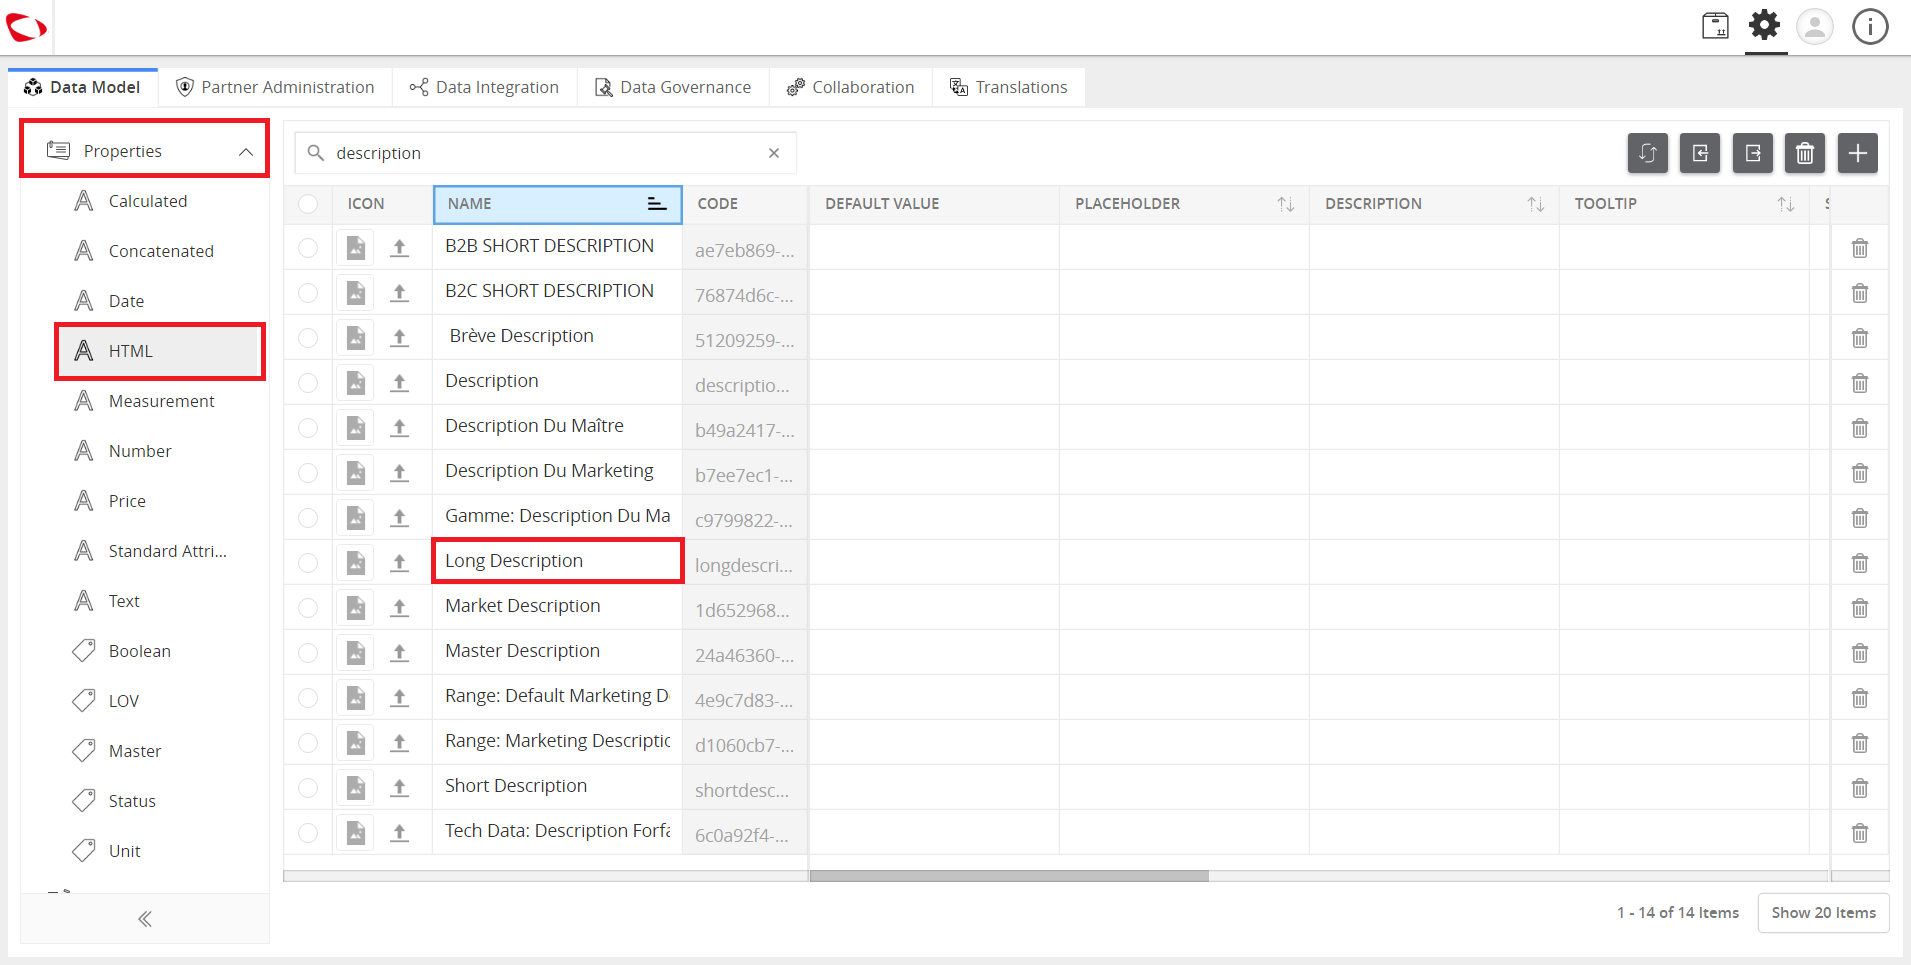 Data Model
Partner Administration
Data Integration
Data Governance
Collaboration
Translations
Properties
Calculated
Concatenated
Date
HTML
Measurement
Number
Price
Standard Attri...
Text
Boolean
LOV
Master
Status
Unit
description
ICON NAME CODE DEFAULT VALUE PLACEHOLDER DESCRIPTION TOOLTIP
B2B SHORT DESCRIPTION ae7eb869-...
B2C SHORT DESCRIPTION 76874d6c-...
Brève Description 51209259-...
Description descriptio...
Description Du Maître b49a2417-...
Description Du Marketing b7ee7ec1-...
Gamme: Description Du Ma c9799822-...
Long Description longdescri...
Market Description 1d652968...
Master Description 24a46360-...
Range: Default Marketing D 4e9c7d83-...
Range: Marketing Descriptic d1060cb7-...
Short Description shortdesc...
Tech Data: Description Forfa 6c0a92f4-...
1 - 14 of 14 Items
Show 20 Items